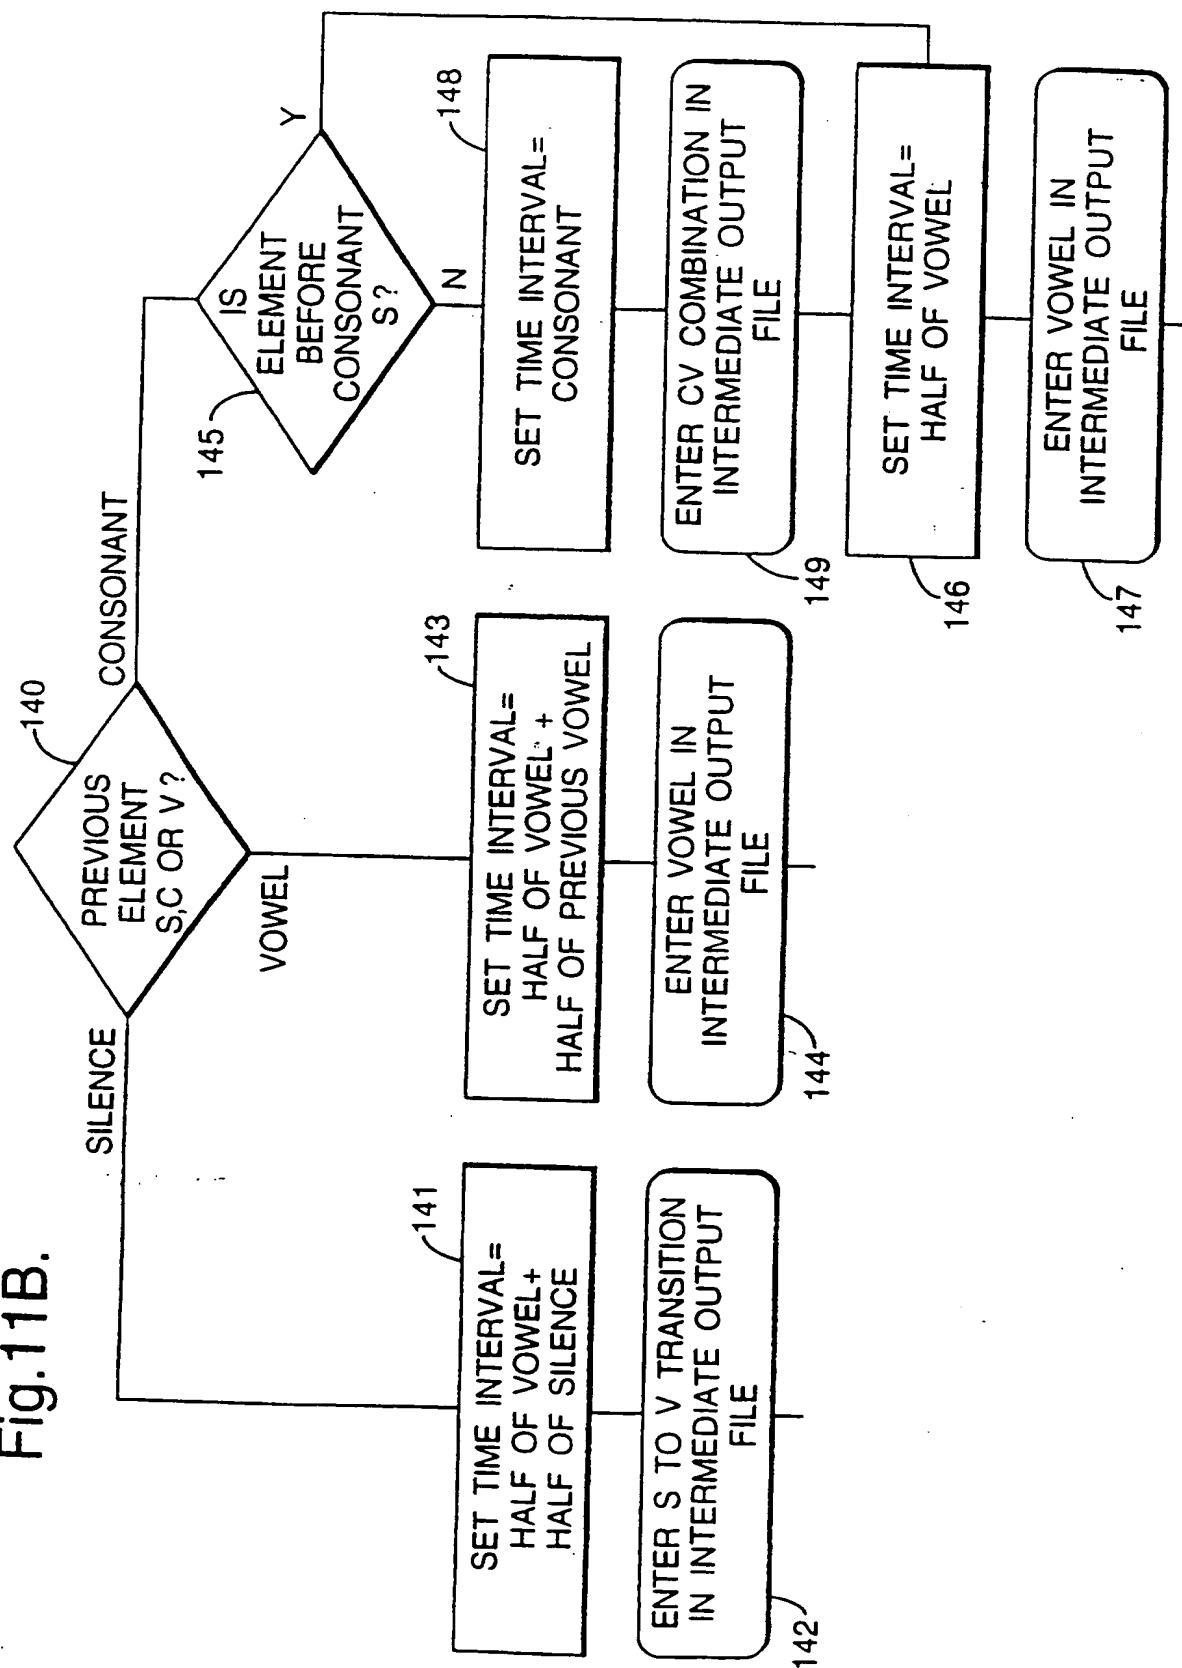 Fig.11B.
PREVIOUS
ELEMENT
S,C OR V?
140
SILENCE
VOWEL
CONSONANT
141
SET TIME INTERVAL=
HALF OF VOWEL+
HALF OF SILENCE
142
ENTER S TO V TRANSITION
IN INTERMEDIATE OUTPUT
FILE
143
SET TIME INTERVAL=
HALF OF VOWEL +
HALF OF PREVIOUS VOWEL
144
ENTER VOWEL IN
INTERMEDIATE OUTPUT
FILE
145
IS
ELEMENT
BEFORE
CONSONANT
S?
Y
N
148
SET TIME INTERVAL=
CONSONANT
149
ENTER CV COMBINATION IN
INTERMEDIATE OUTPUT
FILE
146
SET TIME INTERVAL=
HALF OF VOWEL
147
ENTER VOWEL IN
INTERMEDIATE OUTPUT
FILE